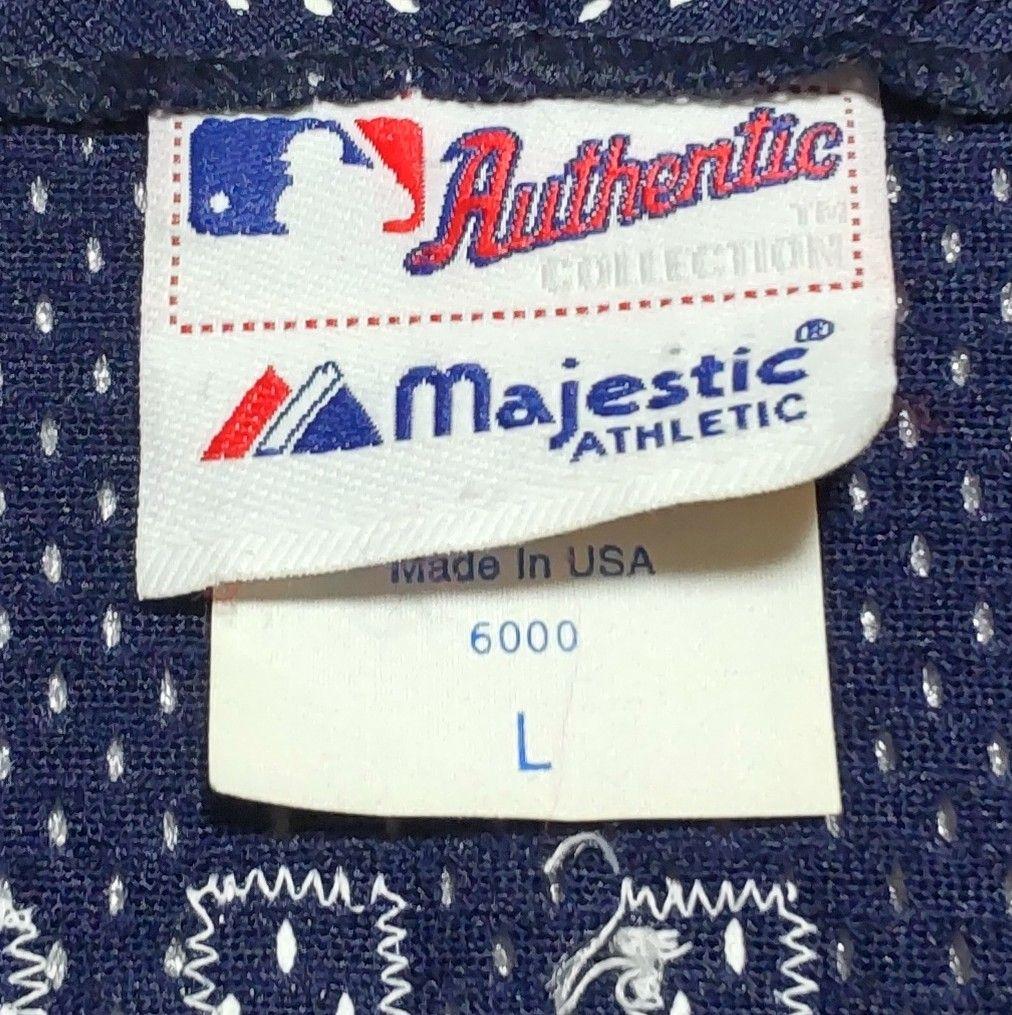 Authentic
™
COLLECTION
Majestic®
ATHLETIC
Made In USA
6000
L